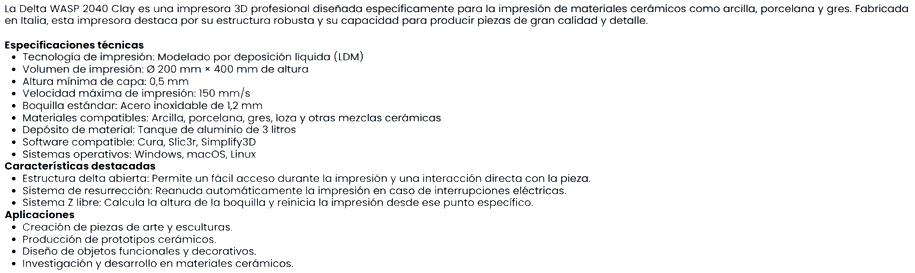 La Delta WASP 2040 Clay es una impresora 3D profesional diseñada específicamente para la impresión de materiales cerámicos como arcilla, porcelana y gres. Fabricada
en Italia, esta impresora destaca por su estructura robusta y su capacidad para producir piezas de gran calidad y detalle.
Especificaciones técnicas
• Tecnología de impresión: Modelado por deposición líquida (LDM)
• Volumen de impresión: Ø 200 mm × 400 mm de altura
• Altura mínima de capa: 0,5 mm
• Velocidad máxima de impresión: 150 mm/s
• Boquilla estándar: Acero inoxidable de 1,2 mm
• Materiales compatibles: Arcilla, porcelana, gres, loza y otras mezclas cerámicas
• Depósito de material: Tanque de aluminio de 3 litros
• Software compatible: Cura, Slic3r, Simplify3D
• Sistemas operativos: Windows, macOS, Linux
Características destacadas
• Estructura delta abierta: Permite un fácil acceso durante la impresión y una interacción directa con la pieza.
• Sistema de resurrección: Reanuda automáticamente la impresión en caso de interrupciones eléctricas.
• Sistema Z libre: Calcula la altura de la boquilla y reinicia la impresión desde ese punto específico.
Aplicaciones
• Creación de piezas de arte y esculturas.
• Producción de prototipos cerámicos.
• Diseño de objetos funcionales y decorativos.
• Investigación y desarrollo en materiales cerámicos.